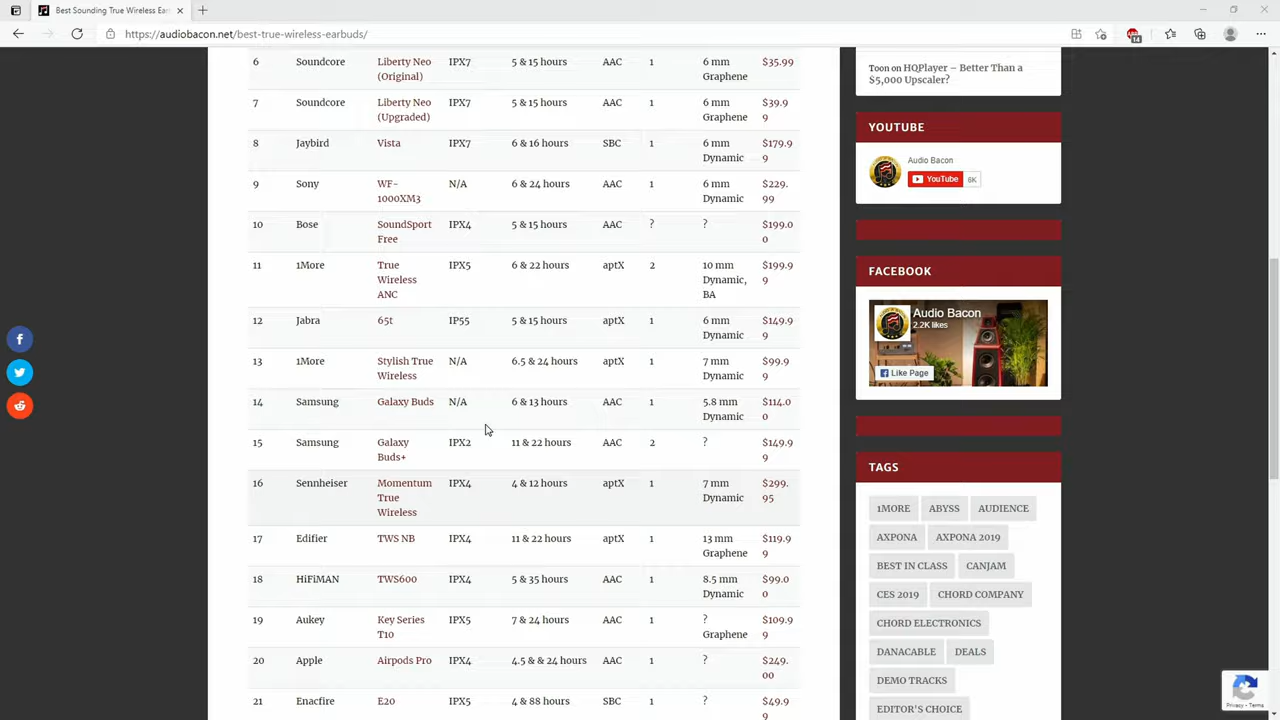 Best Sounding True Wireless Ear
https://audiobacon.net/best-true-wireless-earbuds/
14
6 Soundcore Liberty Neo IPX7 5 & 15 hours AAC 1 6 mm $35.99
(Original) Graphene
7 Soundcore Liberty Neo IPX7 5 & 15 hours AAC 1 6 mm $39.9
(Upgraded) Graphene 9
8 Jaybird Vista IPX7 6 & 16 hours SBC 1 6 mm $179.9
Dynamic 9
9 Sony WF- N/A 6 & 24 hours AAC 1 6 mm $229.
1000XM3 Dynamic 99
10 Bose SoundSport IPX4 5 & 15 hours AAC ? ? $199.0
Free 0
11 1More True IPX5 6 & 22 hours aptX 2 10 mm $199.9
Wireless Dynamic, 9
ANC BA
12 Jabra 65t IP55 5 & 15 hours aptX 1 6 mm $149.9
Dynamic 9
13 1More Stylish True N/A 6.5 & 24 hours aptX 1 7 mm $99.9
Wireless Dynamic 9
14 Samsung Galaxy Buds N/A 6 & 13 hours AAC 1 5.8 mm $114.0
Dynamic 0
15 Samsung Galaxy IPX2 11 & 22 hours AAC 2 ? $149.9
Buds+ 9
16 Sennheiser Momentum IPX4 4 & 12 hours aptX 1 7 mm $299.
True Dynamic 95
Wireless
17 Edifier TWS NB IPX4 11 & 22 hours aptX 1 13 mm $119.9
Graphene 9
18 HiFiMAN TWS600 IPX4 5 & 35 hours AAC 1 8.5 mm $99.0
Dynamic 0
19 Aukey Key Series IPX5 7 & 24 hours AAC 1 ? $109.9
T10 Graphene 9
20 Apple Airpods Pro IPX4 4.5 & & 24 hours AAC 1 ? $249.
00
21 Enacfire E20 IPX5 4 & 88 hours SBC 1 ? $49.9
9
Toon on HQPlayer – Better Than a
$5,000 Upscaler?
YOUTUBE
Audio Bacon
YouTube 6K
FACEBOOK
Audio Bacon
2.2K likes
Like Page
TAGS
1MORE ABYSS AUDIENCE
AXPONA AXPONA 2019
BEST IN CLASS CANJAM
CES 2019 CHORD COMPANY
CHORD ELECTRONICS
DANACABLE DEALS
DEMO TRACKS
EDITOR'S CHOICE
Privacy - Terms